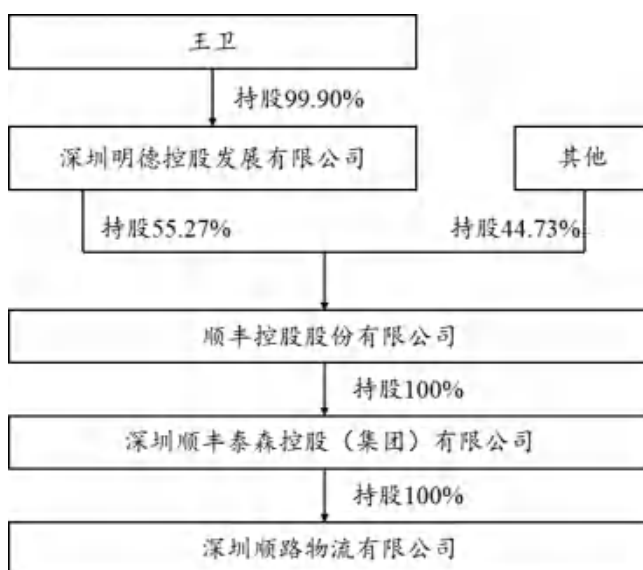 王卫
持股99.90%
深圳明德控股发展有限公司
其他
持股55.27%
持股44.73%
顺丰控股股份有限公司
持股100%
深圳顺丰泰森控股（集团）有限公司
持股100%
深圳顺路物流有限公司